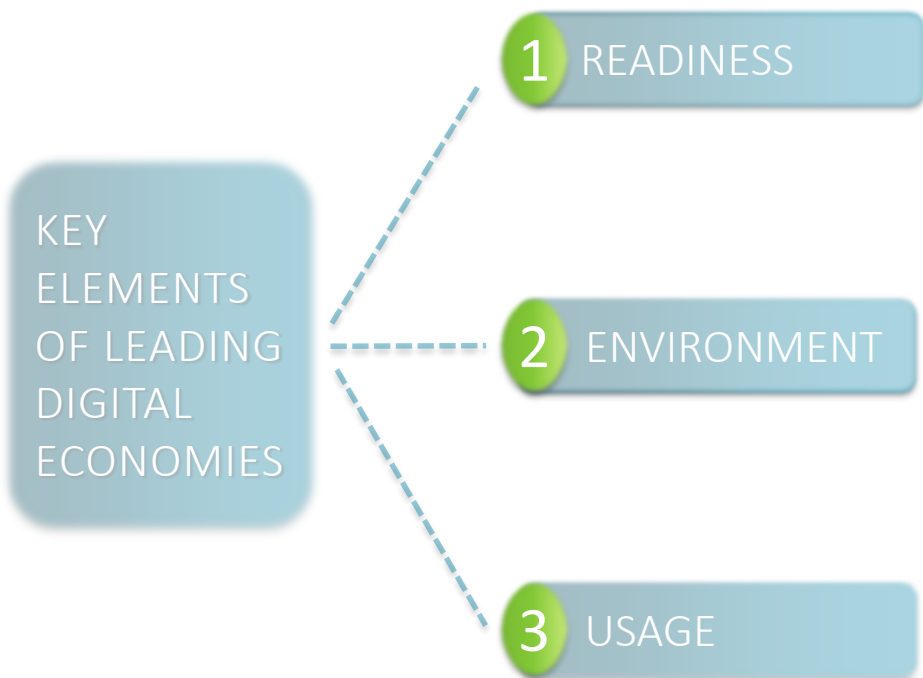 KEY
ELEMENTS
OF LEADING
DIGITAL
ECONOMIES
1 READINESS
2 ENVIRONMENT
3 USAGE